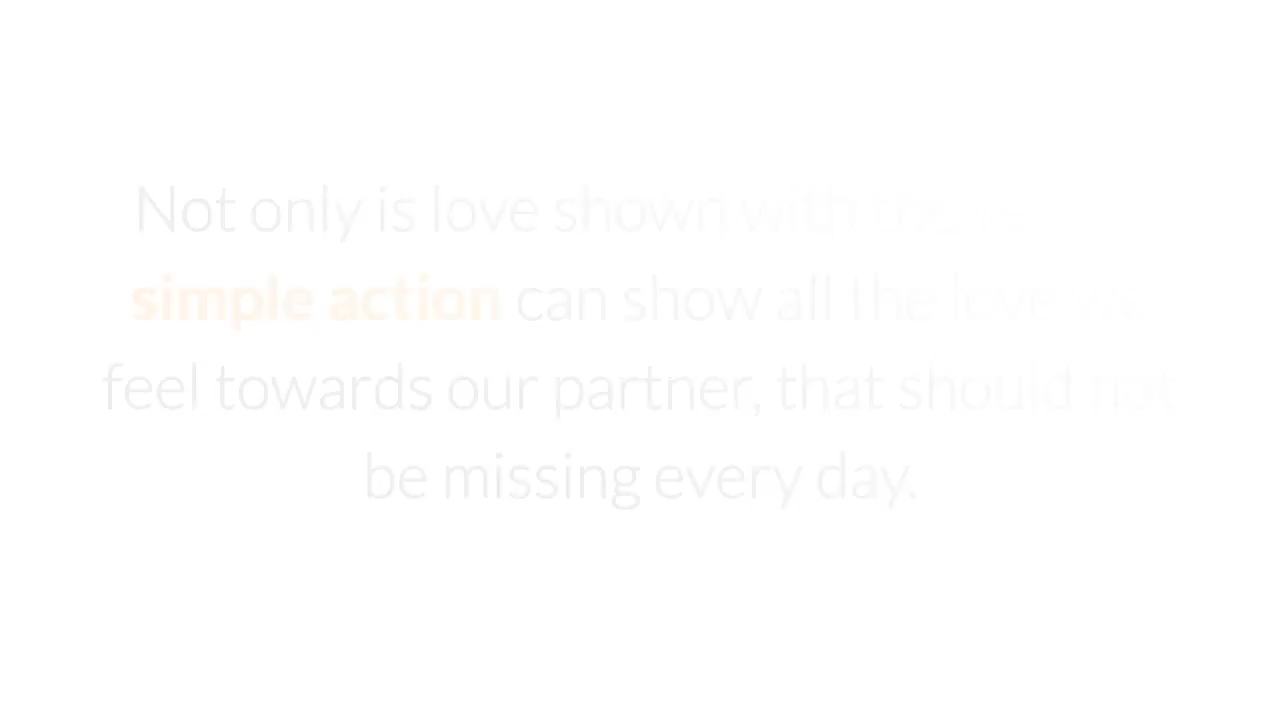 Not only is love shown with the
simple action can show all the love we
feel towards our partner, that should not
be missing every day.